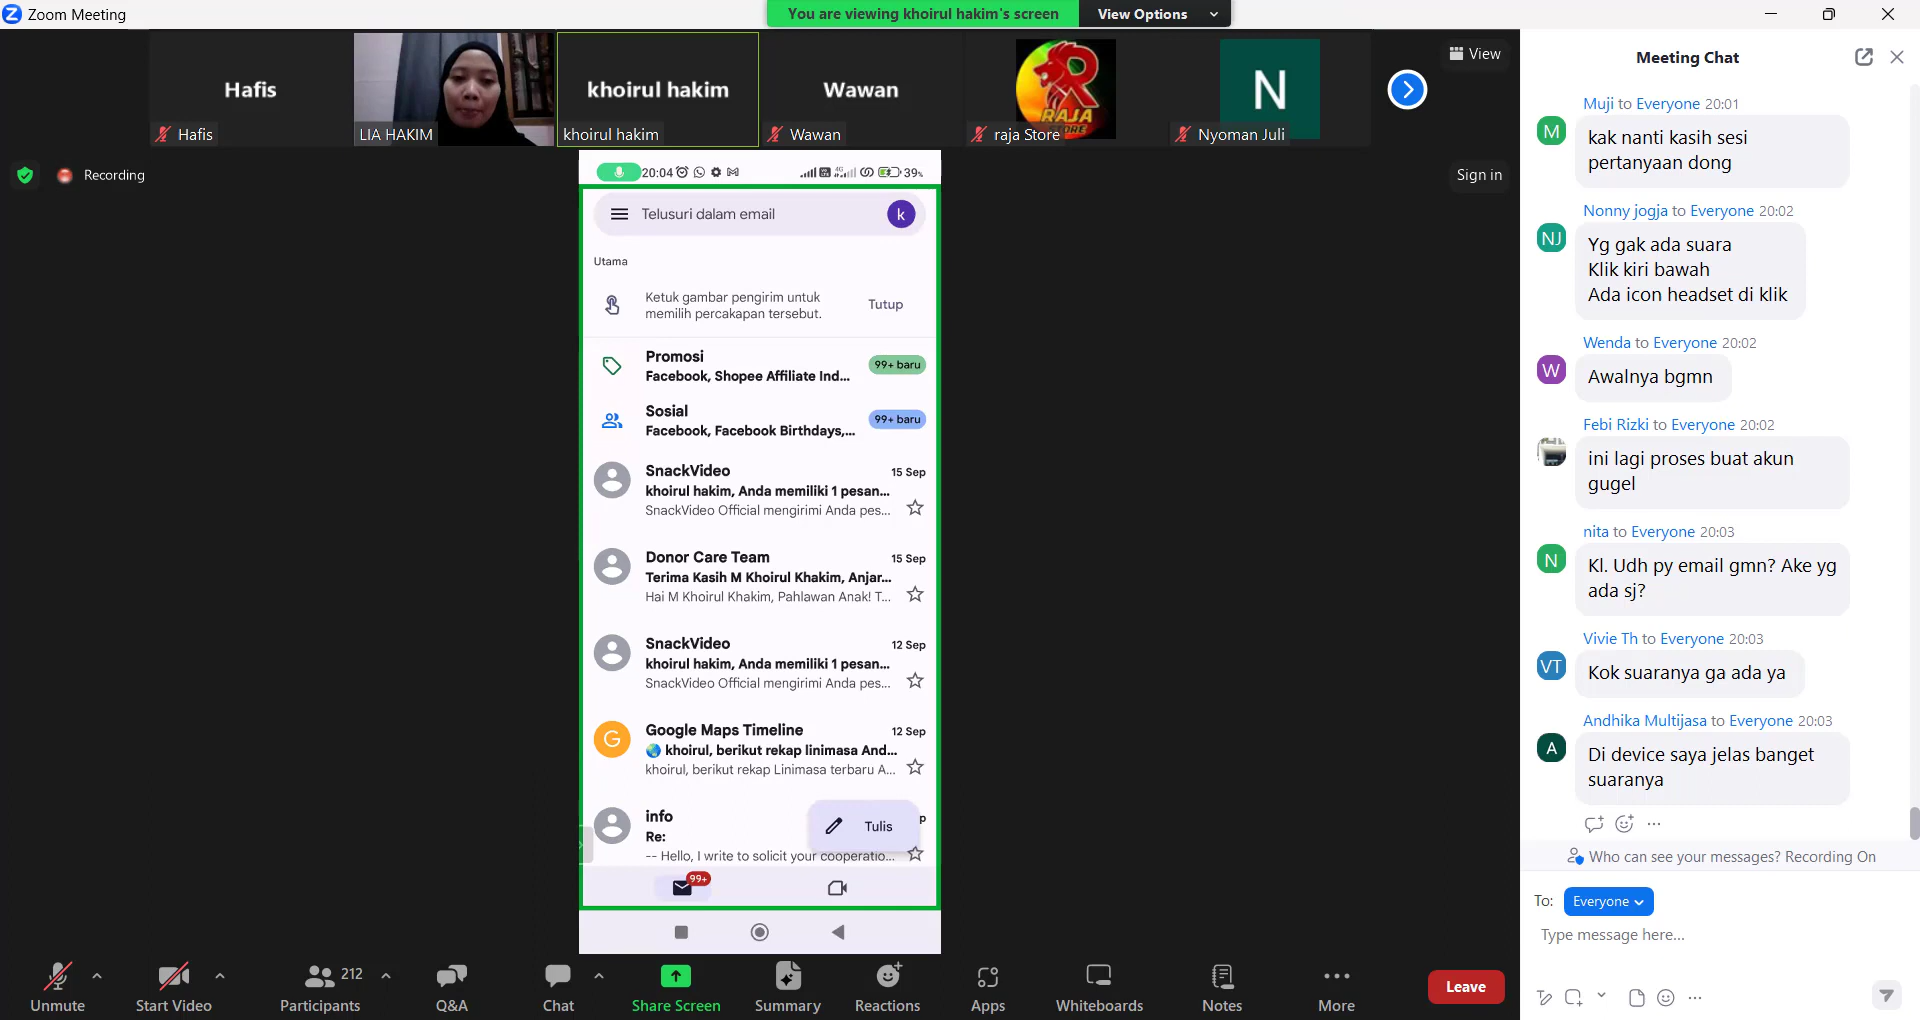 Zoom Meeting
You are viewing khoirul hakim's screen
View Options
Hafis
Hafis
LIA HAKIM
khoirul hakim
khoirul hakim
Wawan
Wawan
RAJA
raja Store
N
Nyoman Juli
View
Recording
Sign in
20:04
39%
Telusuri dalam email
k
Utama
Ketuk gambar pengirim untuk
memilih percakapan tersebut.
Tutup
Promosi
Facebook, Shopee Affiliate Ind...
99+ baru
Sosial
Facebook, Facebook Birthdays,...
99+ baru
SnackVideo
15 Sep
khoirul hakim, Anda memiliki 1 pesan...
SnackVideo Official mengirimi Anda pes...
Donor Care Team
15 Sep
Terima Kasih M Khoirul Khakim, Anjar...
Hai M Khoirul Khakim, Pahlawan Anak! T...
SnackVideo
12 Sep
khoirul hakim, Anda memiliki 1 pesan...
SnackVideo Official mengirimi Anda pes...
G
Google Maps Timeline
12 Sep
khoirul, berikut rekap linimasa And...
khoirul, berikut rekap Linimasa terbaru A...
info
Re:
-- Hello, I write to solicit your cooperatio...
Tulis
99+
Meeting Chat
Muji to Everyone 20:01
M
kak nanti kasih sesi
pertanyaan dong
Nonny jogja to Everyone 20:02
NJ
Yg gak ada suara
Klik kiri bawah
Ada icon headset di klik
Wenda to Everyone 20:02
W
Awalnya bgmn
Febi Rizki to Everyone 20:02
ini lagi proses buat akun
gugel
nita to Everyone 20:03
N
Kl. Udh py email gmn? Ake yg
ada sj?
Vivie Th to Everyone 20:03
VT
Kok suaranya ga ada ya
Andhika Multijasa to Everyone 20:03
A
Di device saya jelas banget
suaranya
Who can see your messages? Recording On
To: Everyone
Type message here...
Unmute
Start Video
212
Participants
Q&A
Chat
Share Screen
Summary
Reactions
Apps
Whiteboards
Notes
More
Leave